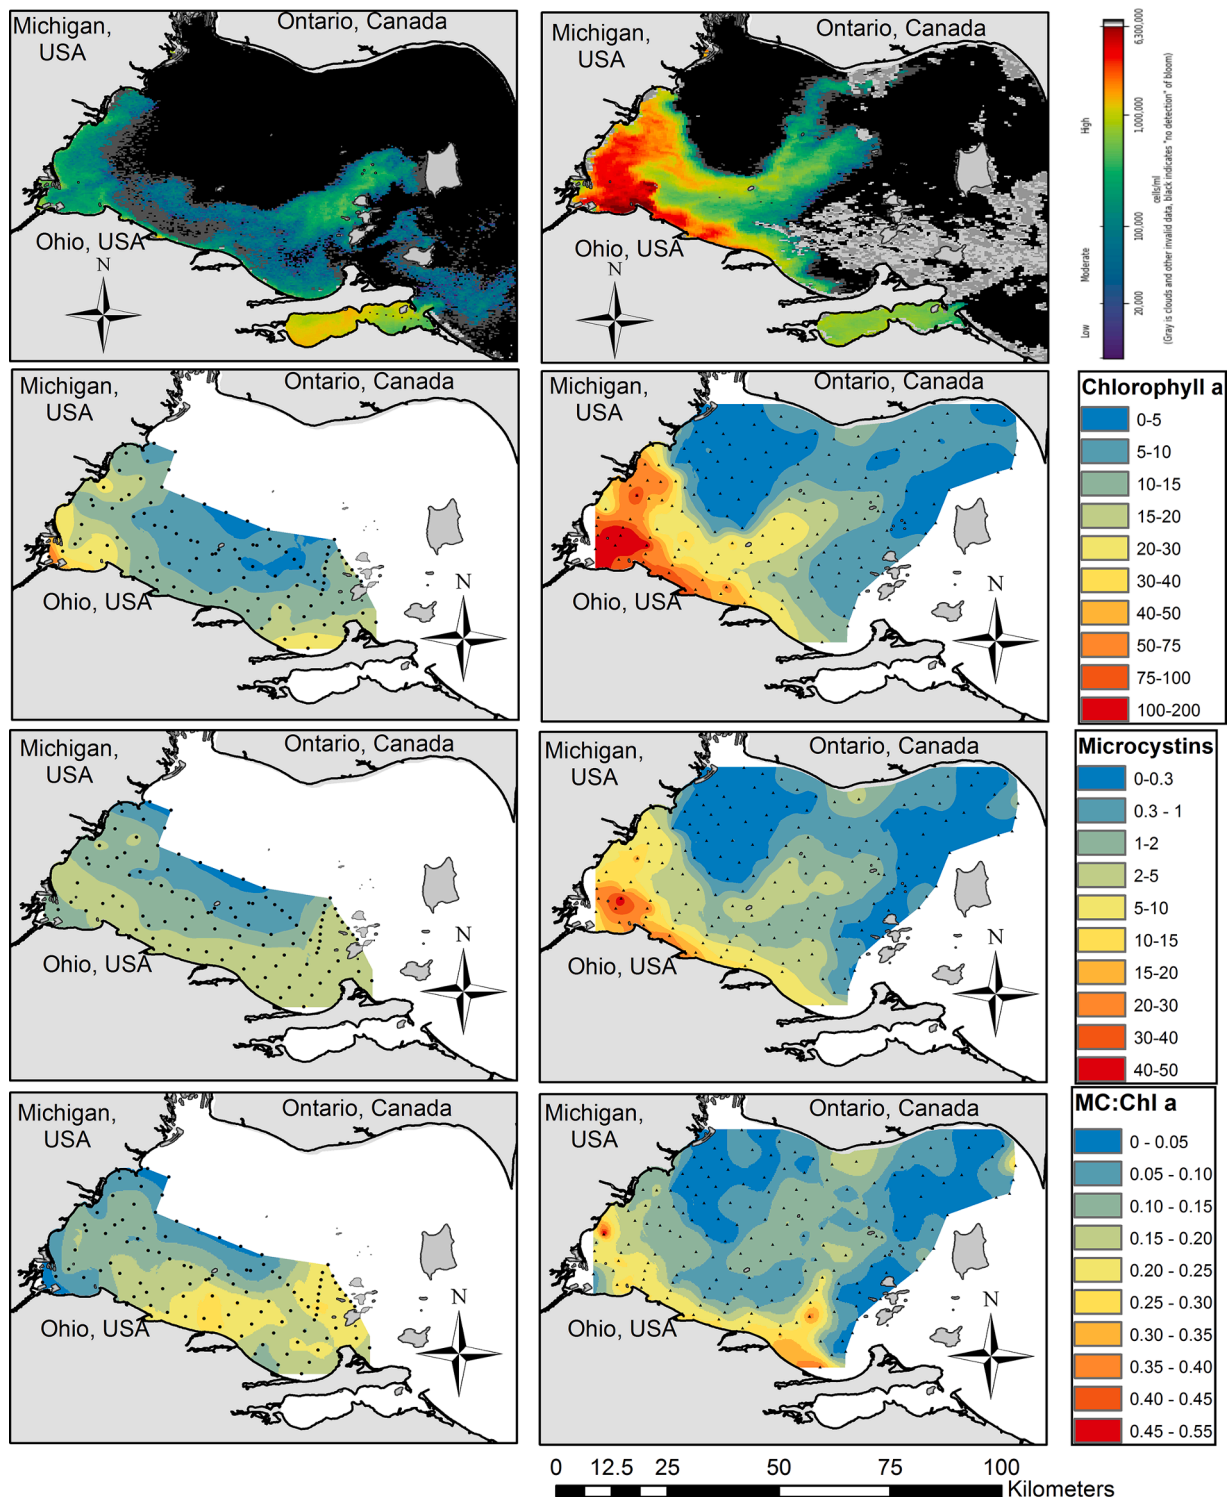 Michigan,
USA
Ontario, Canada
Ohio, USA
N
Michigan,
USA
Ontario, Canada
Ohio, USA
N
6,300,000
1,000,000
100,000
20,000
High
Moderate
Low
cells/ml
(Gray is clouds and other invalid data, black indicates "no detection" of bloom)
Michigan,
USA
Ontario, Canada
Ohio, USA
N
Michigan,
USA
Ontario, Canada
Ohio, USA
N
Chlorophyll a
0-5
5-10
10-15
15-20
20-30
30-40
40-50
50-75
75-100
100-200
Michigan,
USA
Ontario, Canada
Ohio, USA
N
Michigan,
USA
Ontario, Canada
Ohio, USA
N
Microcystins
0-0.3
0.3 - 1
1-2
2-5
5-10
10-15
15-20
20-30
30-40
40-50
Michigan,
USA
Ontario, Canada
Ohio, USA
N
Michigan,
USA
Ontario, Canada
Ohio, USA
N
MC:Chl a
0 - 0.05
0.05 - 0.10
0.10 - 0.15
0.15 - 0.20
0.20 - 0.25
0.25 - 0.30
0.30 - 0.35
0.35 - 0.40
0.40 - 0.45
0.45 - 0.55
0 12.5 25 50 75 100
Kilometers